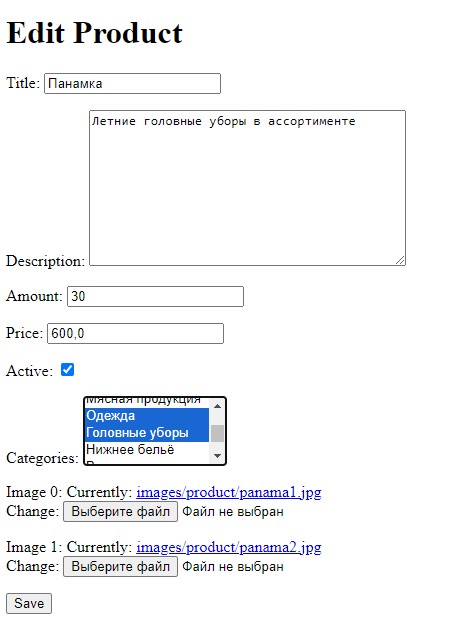 Edit Product
Title: Панамка
Летние головные уборы в ассортименте
Description:
Amount: 30
Price: 600,0
Active:
Мясная продукция
Одежда
Головные уборы
Categories:
Нижнее бельё
Image 0: Currently: images/product/panama1.jpg
Change: Выберите файл Файл не выбран
Image 1: Currently: images/product/panama2.jpg
Change: Выберите файл Файл не выбран
Save